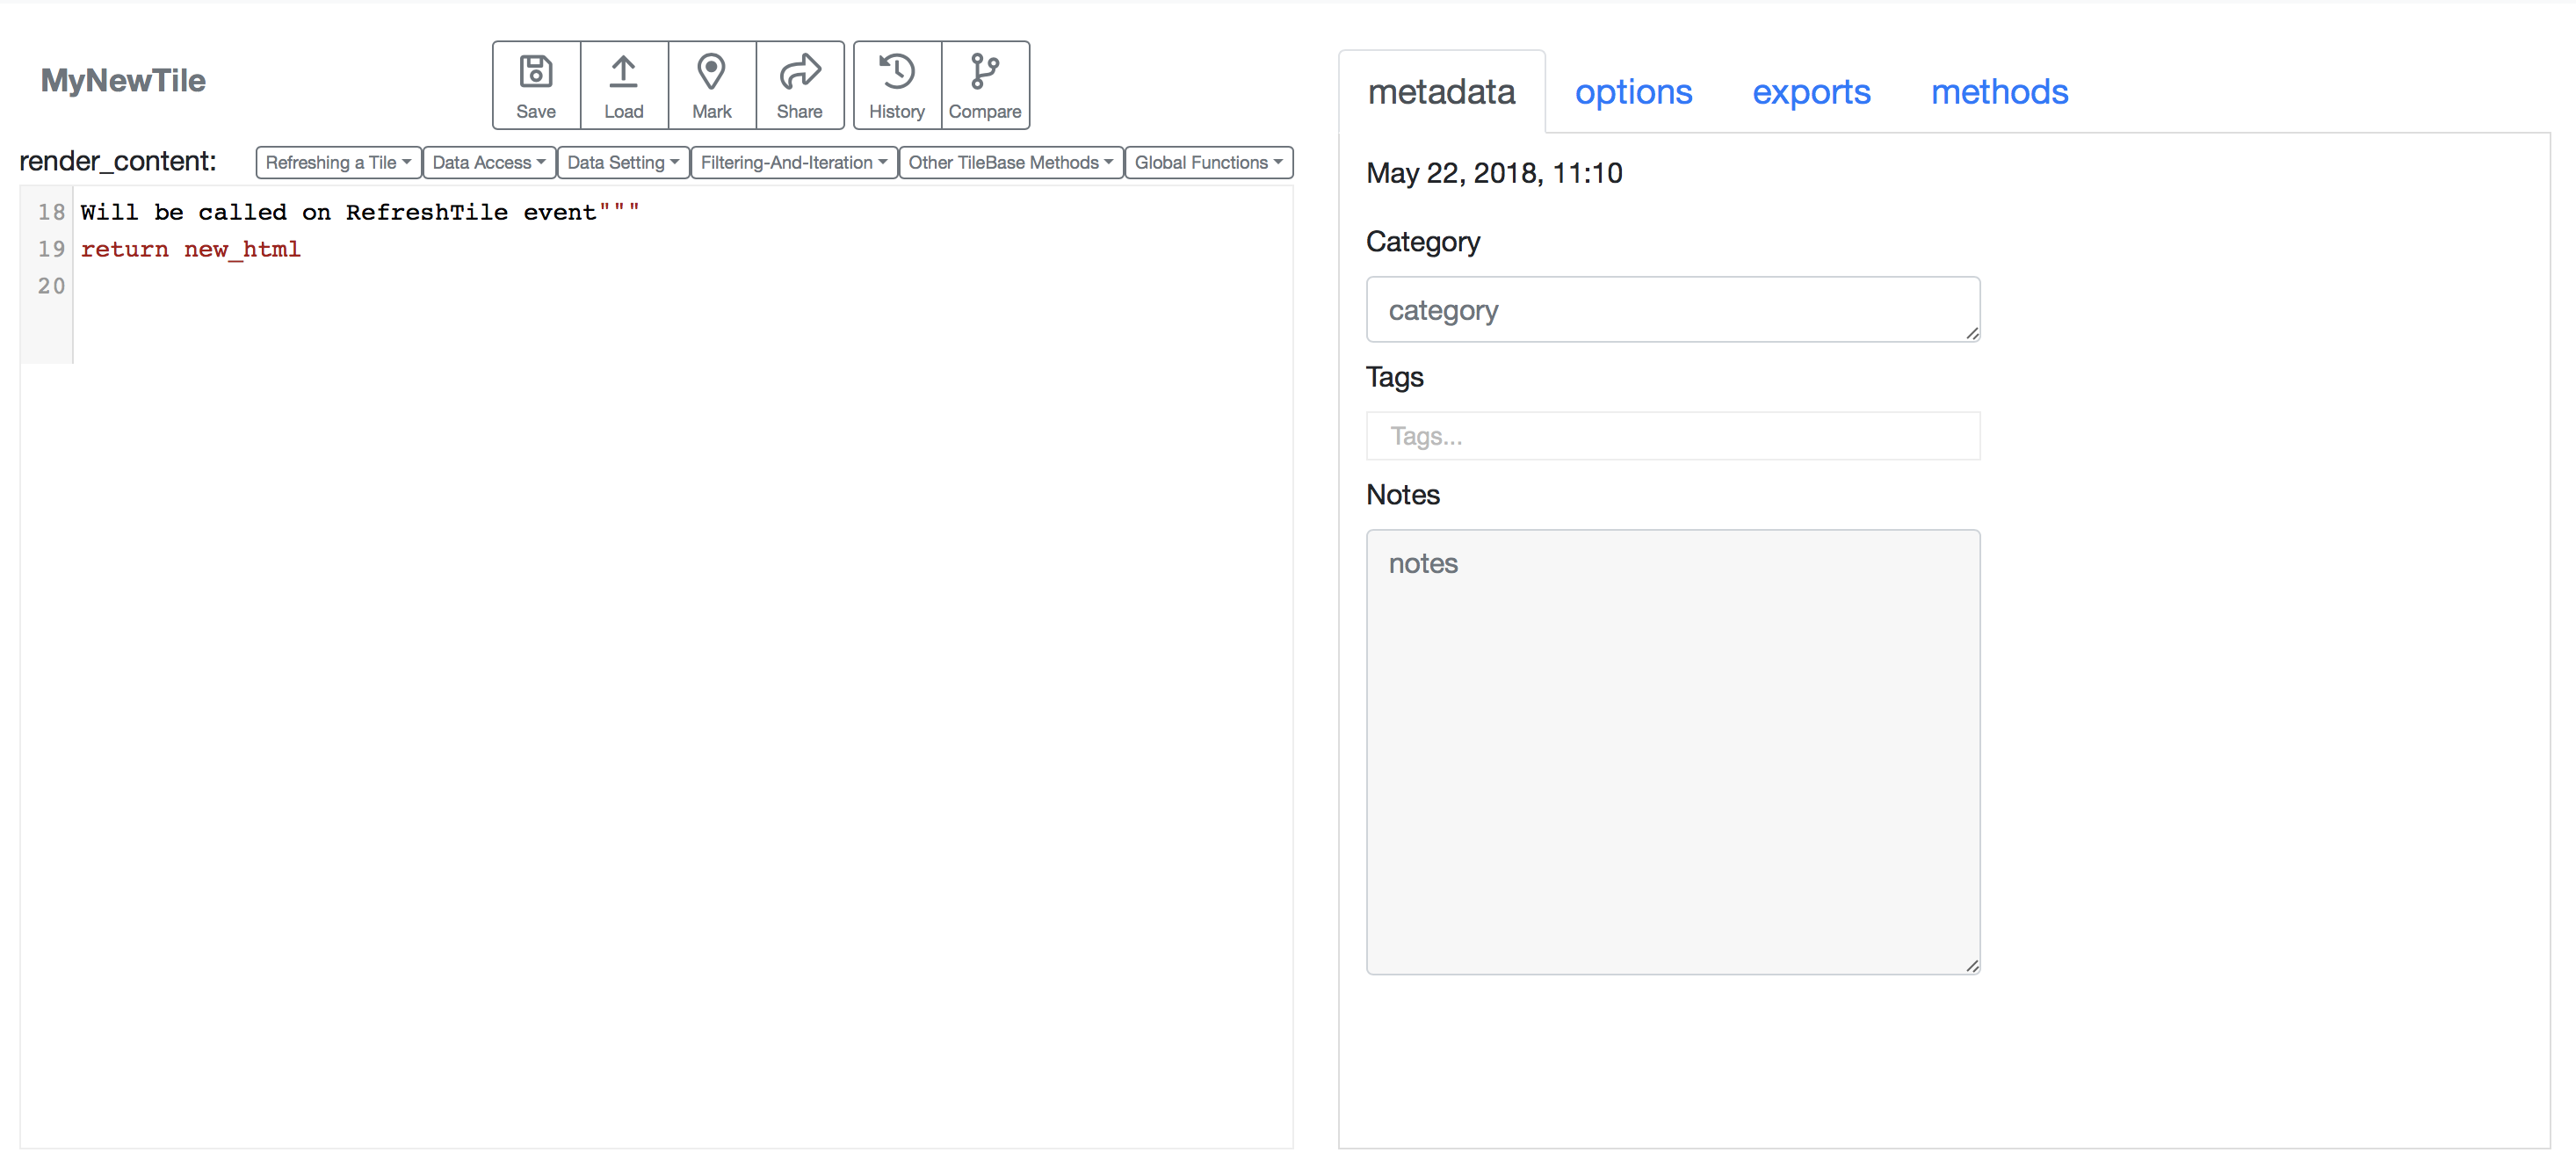 MyNewTile
Save Load Mark Share History Compare
render_content:
Refreshing a Tile Data Access Data Setting Filtering-And-Iteration Other TileBase Methods Global Functions
18 Will be called on RefreshTile event"""
19 return new_html
20
metadata options exports methods
May 22, 2018, 11:10
Category
category
Tags
Tags...
Notes
notes